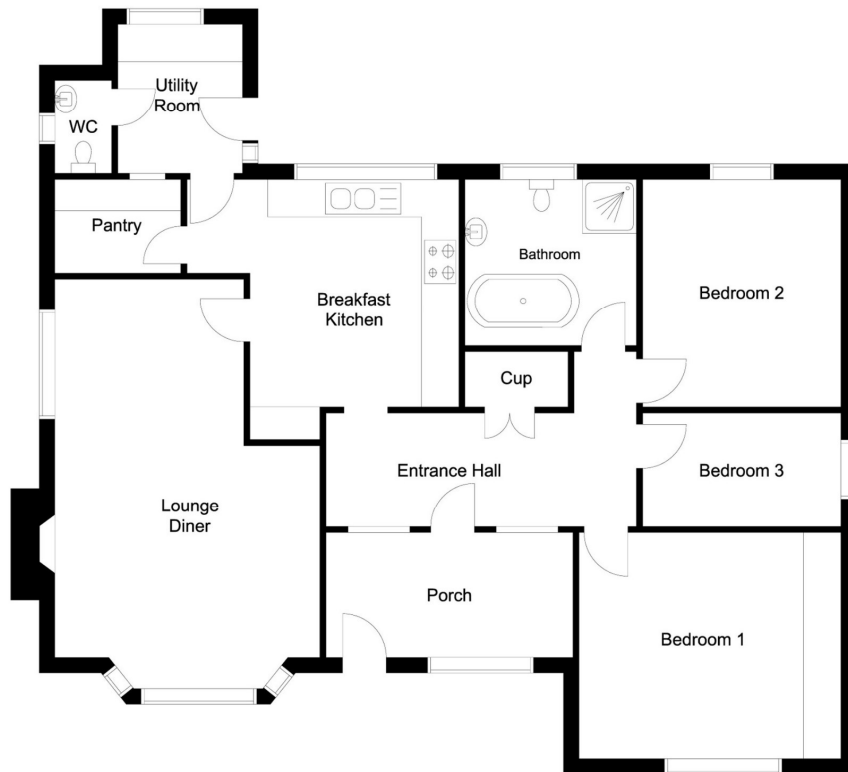 Utility
Room
WC
Pantry
Breakfast
Kitchen
Bathroom
Bedroom 2
Cup
Entrance Hall
Bedroom 3
Lounge
Diner
Porch
Bedroom 1